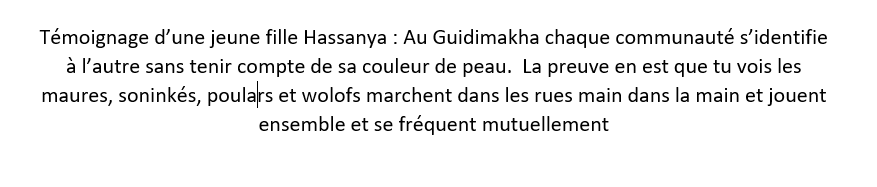 Témoignage d’une jeune fille Hassanya : Au Guidimakha chaque communauté s’identifie
à l’autre sans tenir compte de sa couleur de peau.  La preuve en est que tu vois les
maures, soninkés, poulars et wolofs marchent dans les rues main dans la main et jouent
ensemble et se fréquent mutuellement